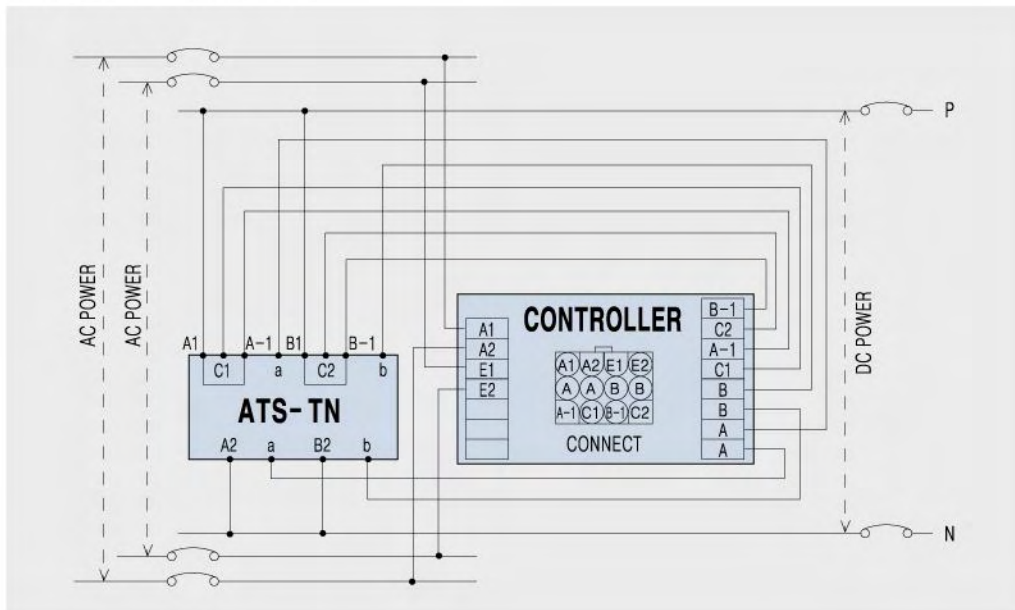 P
AC POWER
AC POWER
DC POWER
A1 A-1 B1 B-1
C1 a C2 b
ATS-TN
A2 a B2 b
CONTROLLER
A1
A2
E1
E2
A1 A2 E1 E2
A A B B
A-1 C1 B-1 C2
CONNECT
B-1
C2
A-1
C1
B
B
A
A
N